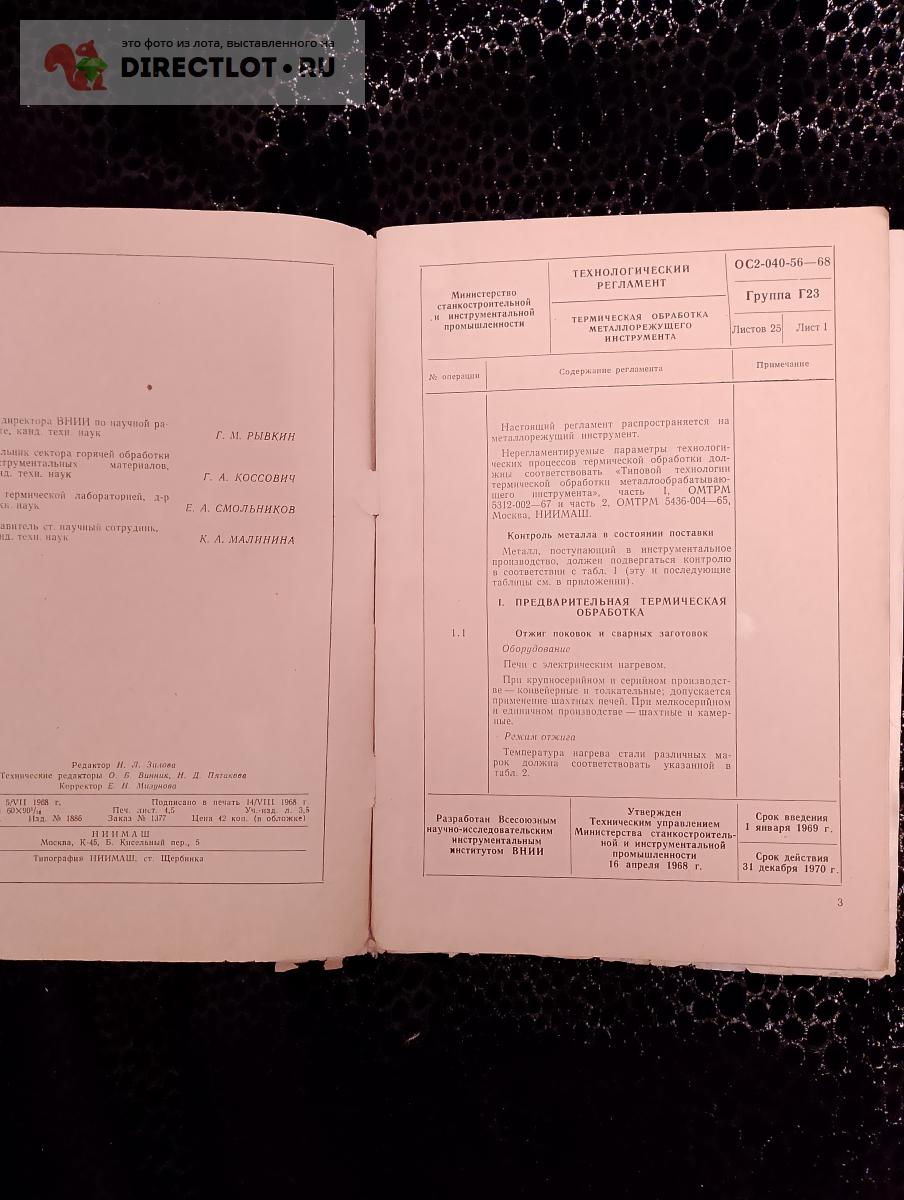 это фото из лота, выставленного на
DIRECTLOT•RU
директора ВНИИ по научной ра-
те, канд. техн. наук
Г. М. РЫВКИН
льник сектора горячей обработки
струментальных материалов,
нд. техн. наук
Г. А. КОССОВИЧ
термической лабораторией, д-р
наук
Е. А. СМОЛЬНИКОВ
авитель ст. научный сотрудник,
нд. техн. наук
К. А. МАЛИНИНА
Редактор И. Л. Зилова
Технические редакторы О. Б. Винник, Н. Д. Пятакова
Корректор Е. Н. Мизунова
5/VII 1968 г. Подписано в печать 14/VIII 1968 г.
60×90¹/₁₆ Печ. лист. 4,5 Уч.-изд. л. 3,5
Изд. № 1886 Заказ № 1377 Цена 42 коп. (в обложке)
НИИМАШ
Москва, К-45, Б. Кисельный пер., 5
Типография НИИМАШ, ст. Щербинка
Министерство
станкостроительной
и инструментальной
промышленности
ТЕХНОЛОГИЧЕСКИЙ
РЕГЛАМЕНТ
ТЕРМИЧЕСКАЯ ОБРАБОТКА
МЕТАЛЛОРЕЖУЩЕГО
ИНСТРУМЕНТА
ОС2-040-56—68
Группа Г23
Листов 25 Лист 1
№ операции Содержание регламента Примечание
Настоящий регламент распространяется на
металлорежущий инструмент.
Нерегламентируемые параметры технологи-
ческих процессов термической обработки дол-
жны соответствовать «Типовой технологии
термической обработки металлообрабатываю-
щего инструмента», часть 1, ОМТРМ
5312-002—67 и часть 2, ОМТРМ 5436-004—65,
Москва, НИИМАШ.
Контроль металла в состоянии поставки
Металл, поступающий в инструментальное
производство, должен подвергаться контролю
в соответствии с табл. 1 (эту и последующие
таблицы см. в приложении).
I. ПРЕДВАРИТЕЛЬНАЯ ТЕРМИЧЕСКАЯ
ОБРАБОТКА
1.1 Отжиг поковок и сварных заготовок
Оборудование
Печи с электрическим нагревом.
При крупносерийном и серийном производст-
ве — конвейерные и толкательные; допускается
применение шахтных печей. При мелкосерийном
и единичном производстве — шахтные и камер-
ные.
Режим отжига
Температура нагрева стали различных ма-
рок должна соответствовать указанной в
табл. 2.
Разработан Всесоюзным
научно-исследовательским
инструментальным
институтом ВНИИ
Утвержден
Техническим управлением
Министерства станкостроитель-
ной и инструментальной
промышленности
16 апреля 1968 г.
Срок введения
1 января 1969 г.
Срок действия
31 декабря 1970 г.
3